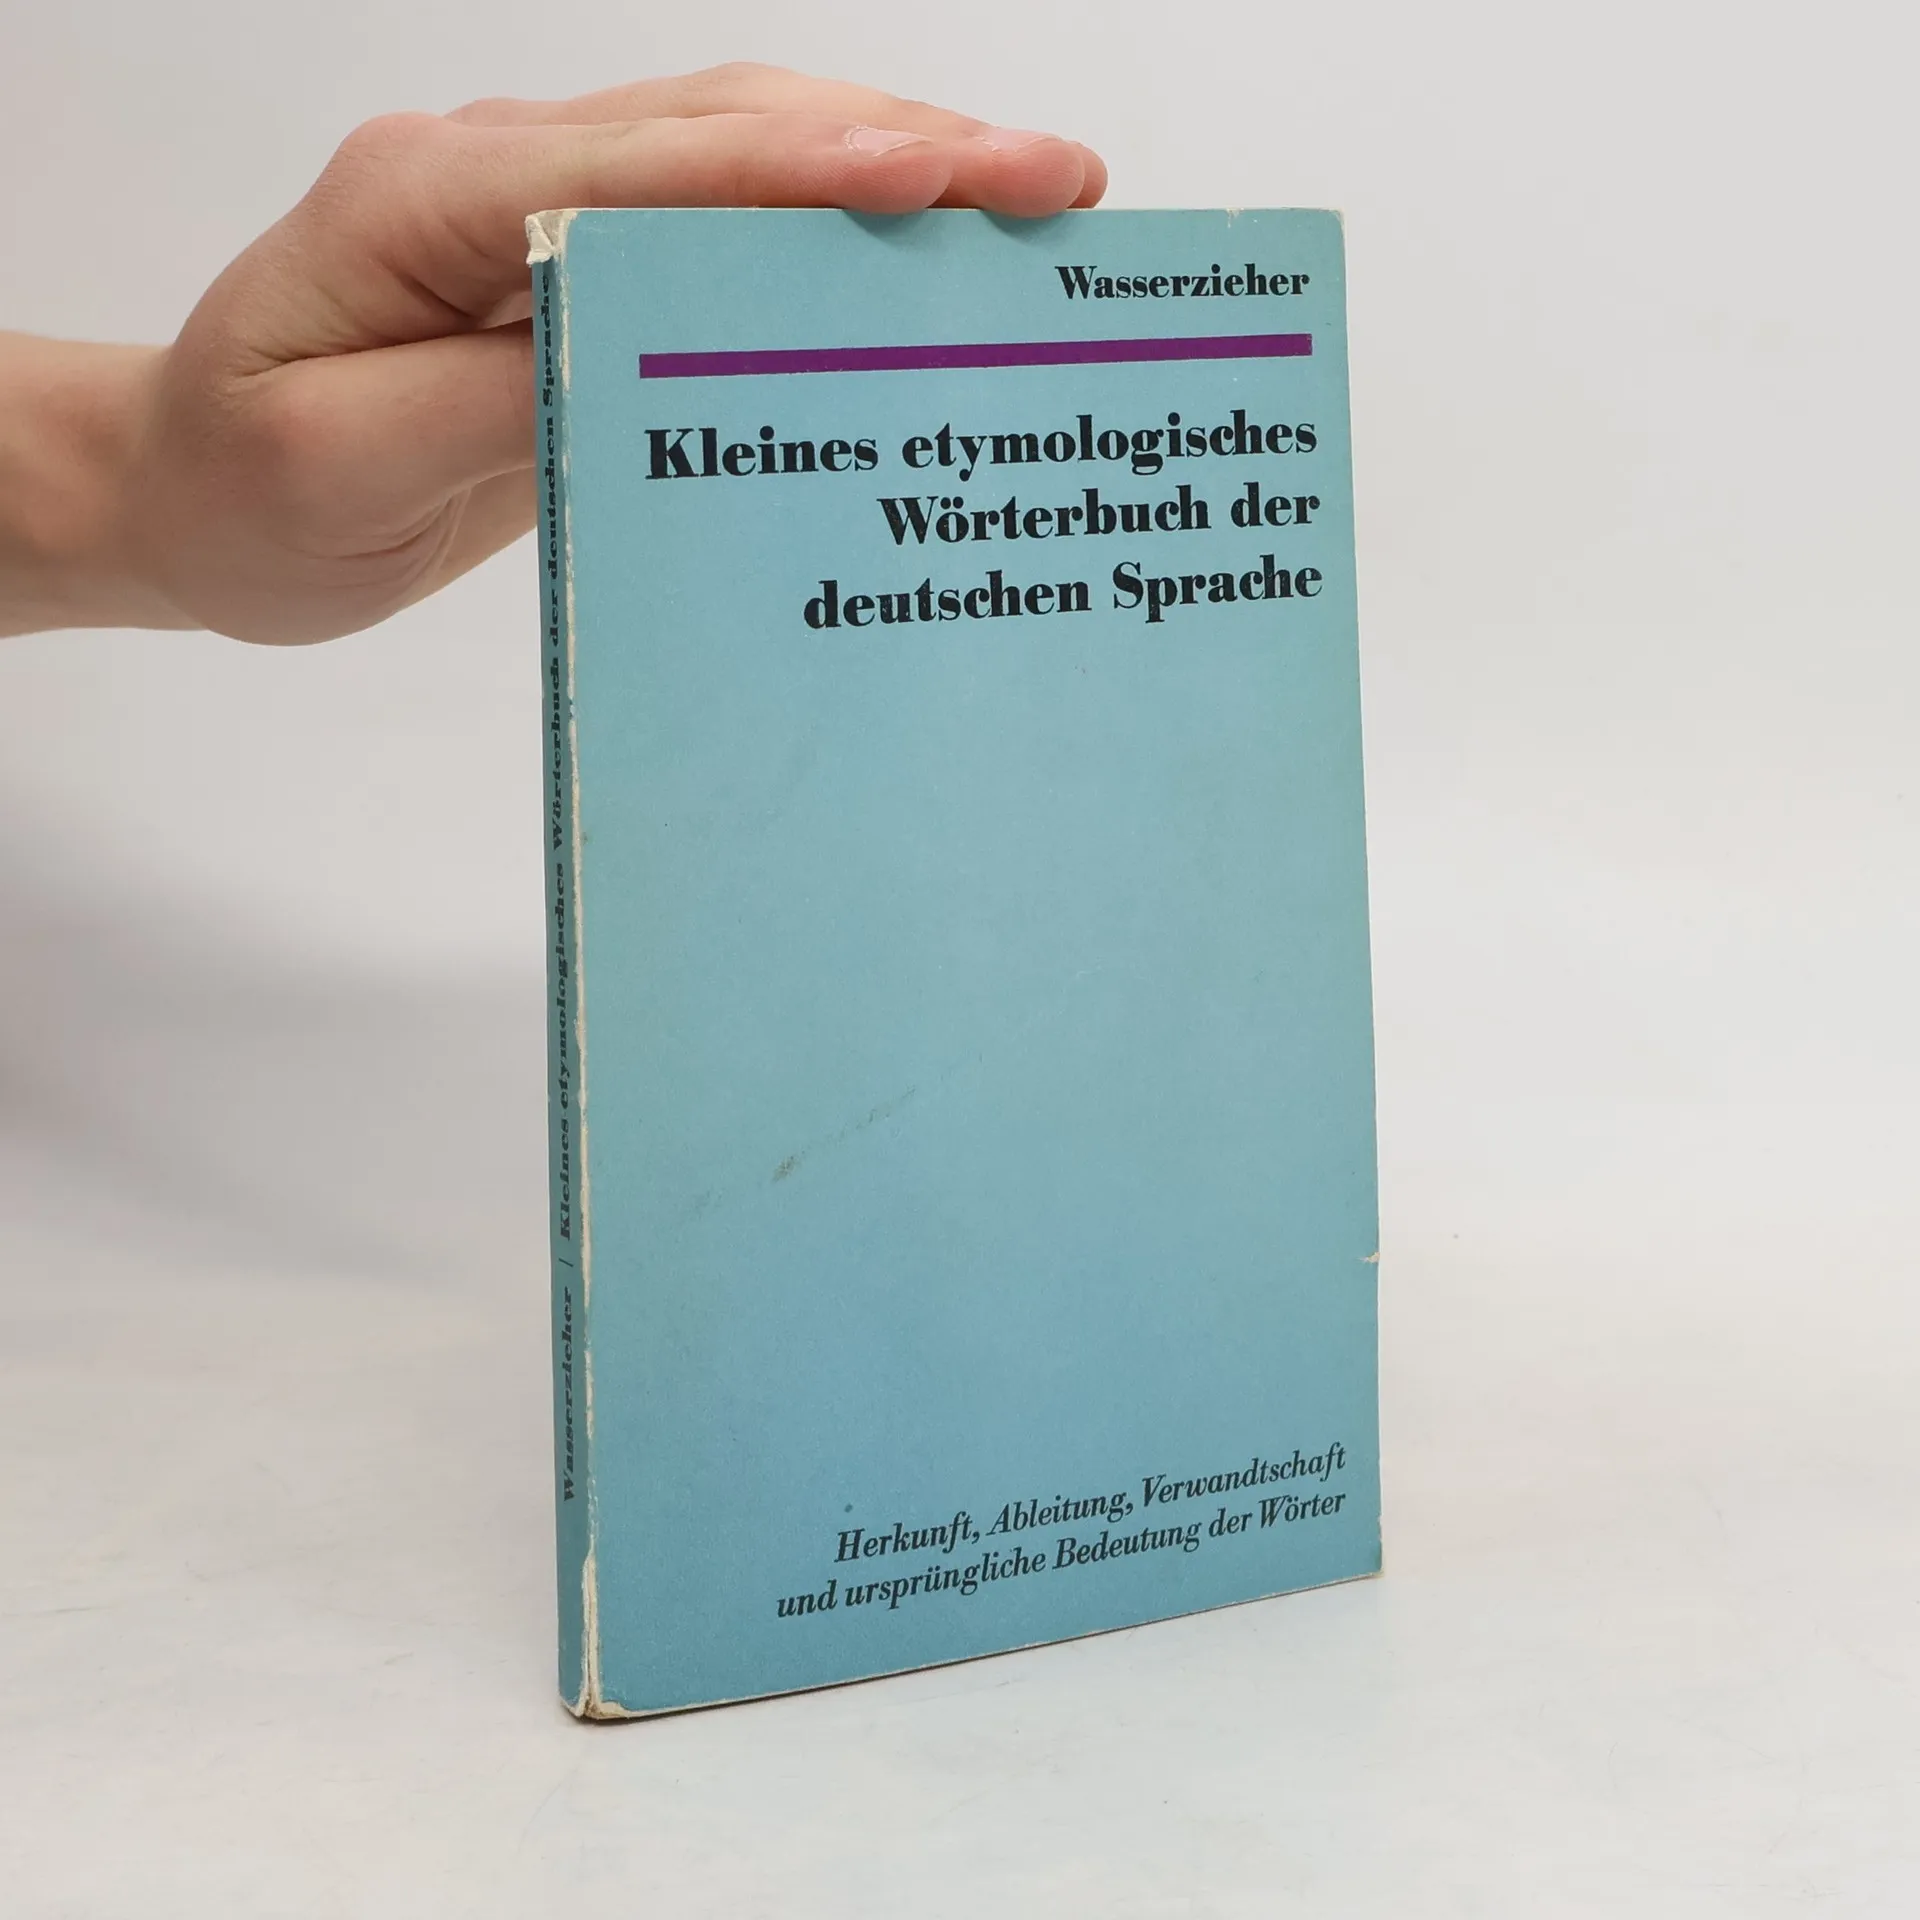 Wasserzieher
Kleines etymologisches
Wörterbuch der
deutschen Sprache
Herkunft, Ableitung, Verwandtschaft
und ursprüngliche Bedeutung der Wörter
Wasserzieher | Kleines etymologisches Wörterbuch der deutschen Sprache